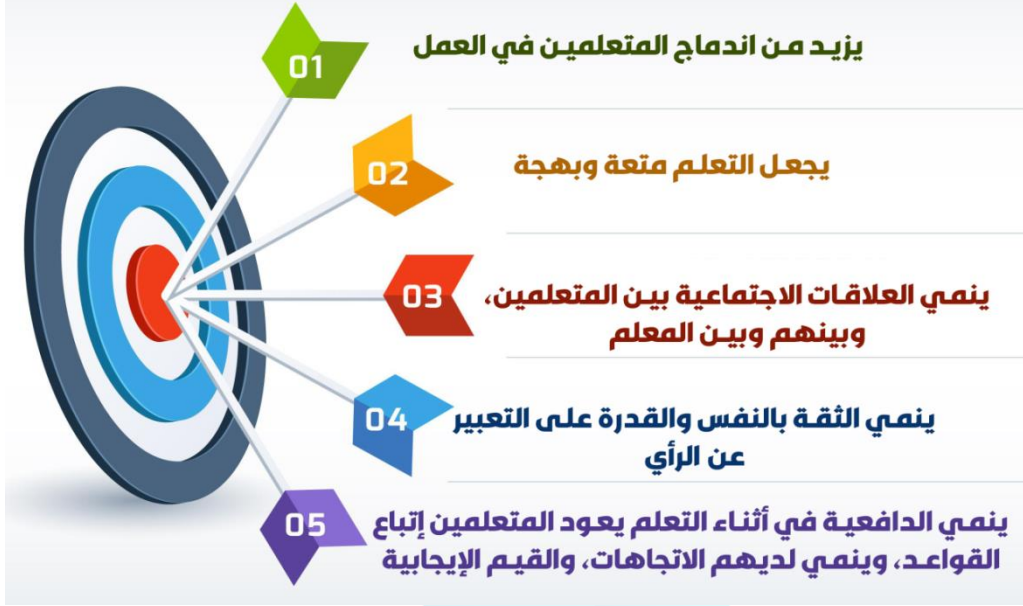 01
يزيد من اندماج المتعلمين في العمل
02
يجعل التعلم متعة وبهجة
03
ينمي العلاقات الاجتماعية بين المتعلمين،
وبينهم وبين المعلم
04
ينمي الثقة بالنفس والقدرة على التعبير
عن الرأي
05
ينمي الدافعية في أثناء التعلم يعود المتعلمين إتباع
القواعد، وينمي لديهم الاتجاهات، والقيم الإيجابية